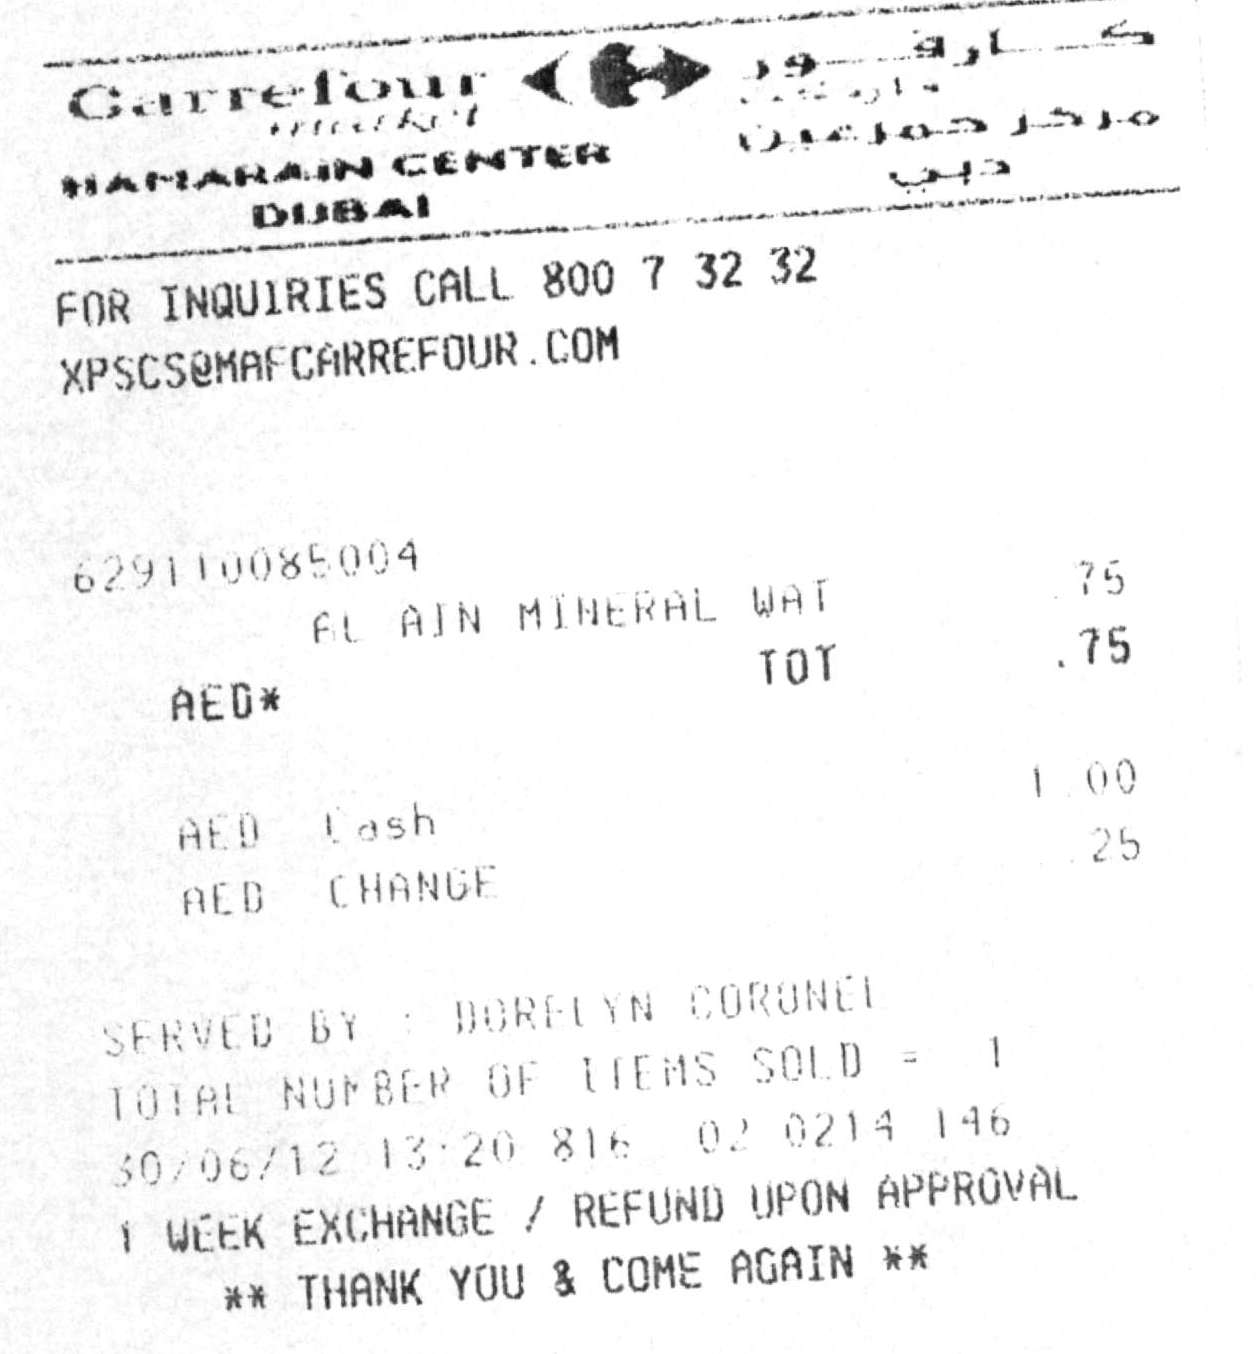 Carrefour
market
HAMARAIN CENTER
DUBAI
كارفور
ماركت
مركز حمرعين
دبي
FOR INQUIRIES CALL 800 7 32 32
XPSCS@MAFCARREFOUR.COM
629110085004
AL AIN MINERAL WAT .75
AED* TOT .75
AED Cash 1.00
AED CHANGE .25
SERVED BY : DORELYN CORONEL
TOTAL NUMBER OF ITEMS SOLD = 1
30/06/12 13:20 816 02 0214 146
1 WEEK EXCHANGE / REFUND UPON APPROVAL
** THANK YOU & COME AGAIN **